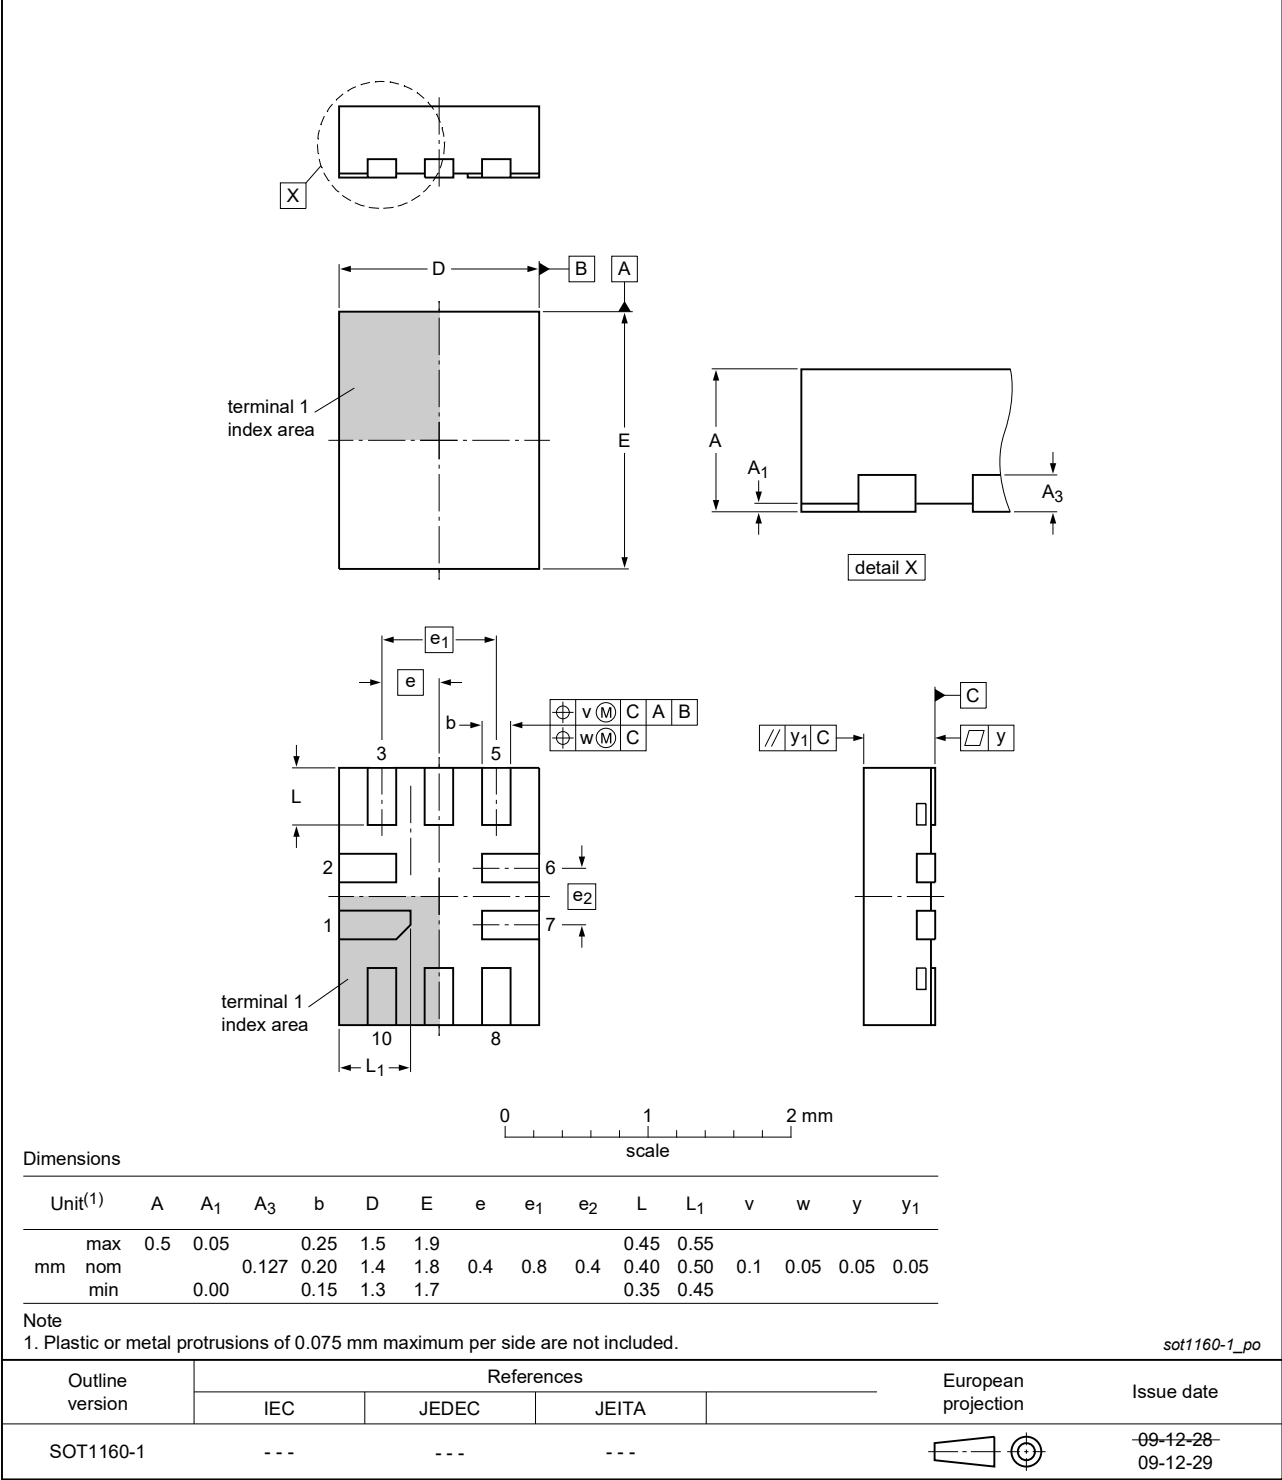 X
D
B
A
terminal 1
index area
E
A
A1
A3
detail X
e1
e
b
v M C A B
w M C
C
// y1 C
y
3
5
L
2
6
e2
1
7
terminal 1
index area
10
8
L1
0 1 2 mm
scale
Dimensions
Unit(1) A A1 A3 b D E e e1 e2 L L1 v w y y1
max 0.5 0.05 0.25 1.5 1.9 0.45 0.55
mm nom 0.127 0.20 1.4 1.8 0.4 0.8 0.4 0.40 0.50 0.1 0.05 0.05 0.05
min 0.00 0.15 1.3 1.7 0.35 0.45
Note
1. Plastic or metal protrusions of 0.075 mm maximum per side are not included.
sot1160-1_po
Outline
version
References
IEC JEDEC JEITA
European
projection
Issue date
SOT1160-1
- - - - - - - - -
09-12-28
09-12-29